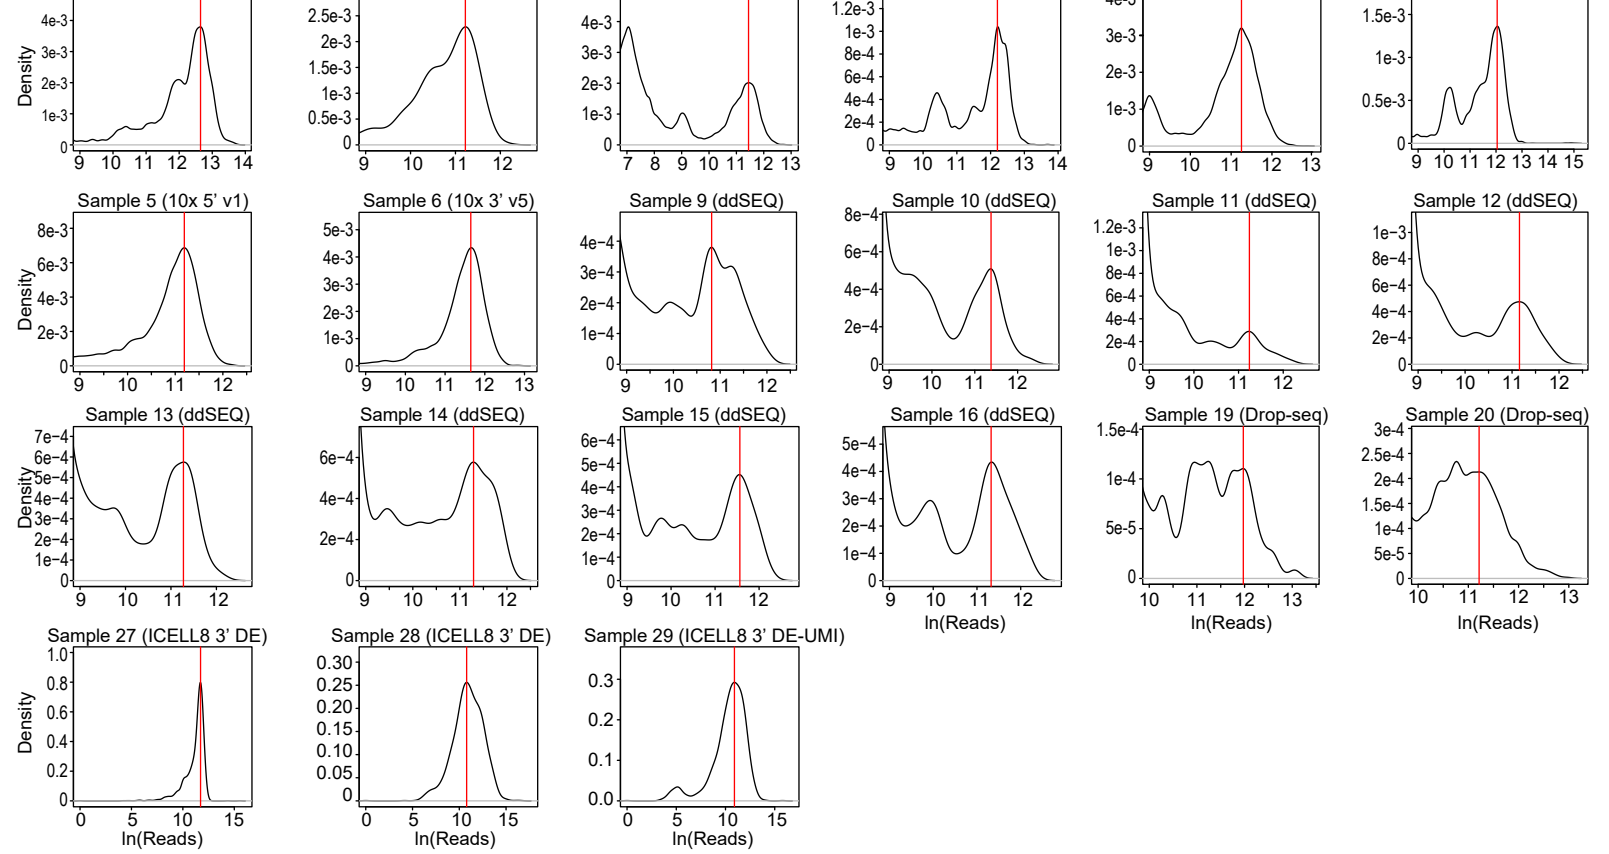 4e-3
3e-3
2e-3
1e-3
0
Density
9 10 11 12 13 14
2.5e-3
2e-3
1.5e-3
1e-3
0.5e-3
0
9 10 11 12
4e-3
3e-3
2e-3
1e-3
0
7 8 9 10 11 12 13
1.2e-3
1e-3
8e-4
6e-4
4e-4
2e-4
0
9 10 11 12 13 14
4e-3
3e-3
2e-3
1e-3
0
9 10 11 12 13
1.5e-3
1e-3
0.5e-3
0
9 10 11 12 13 14 15
Sample 5 (10x 5’ v1)
8e-3
6e-3
4e-3
2e-3
0
Density
9 10 11 12
Sample 6 (10x 3’ v5)
5e-3
4e-3
3e-3
2e-3
1e-3
0
9 10 11 12 13
Sample 9 (ddSEQ)
4e−4
3e−4
2e−4
1e−4
0
9 10 11 12
Sample 10 (ddSEQ)
8e−4
6e−4
4e−4
2e−4
0
9 10 11 12
Sample 11 (ddSEQ)
1.2e-3
1e-3
8e-4
6e-4
4e-4
2e-4
0
9 10 11 12
Sample 12 (ddSEQ)
1e−3
8e−4
6e−4
4e−4
2e−4
0
9 10 11 12
Sample 13 (ddSEQ)
7e−4
6e−4
5e−4
4e−4
3e−4
2e−4
1e−4
0
Density
9 10 11 12
Sample 14 (ddSEQ)
6e−4
4e−4
2e−4
0
9 10 11 12
Sample 15 (ddSEQ)
6e−4
5e−4
4e−4
3e−4
2e−4
1e−4
0
9 10 11 12
Sample 16 (ddSEQ)
5e−4
4e−4
3e−4
2e−4
1e−4
0
9 10 11 12
Sample 19 (Drop-seq)
1.5e-4
1e-4
5e-5
0
10 11 12 13
ln(Reads)
Sample 20 (Drop-seq)
3e-4
2.5e-4
2e-4
1.5e-4
1e-4
5e-5
0
10 11 12 13
ln(Reads)
Sample 27 (ICELL8 3’ DE)
1.0
0.8
0.6
0.4
0.2
0
Density
0 5 10 15
ln(Reads)
Sample 28 (ICELL8 3’ DE)
0.30
0.25
0.20
0.15
0.10
0.05
0
0 5 10 15
ln(Reads)
Sample 29 (ICELL8 3’ DE-UMI)
0.3
0.2
0.1
0.0
0 5 10 15
ln(Reads)